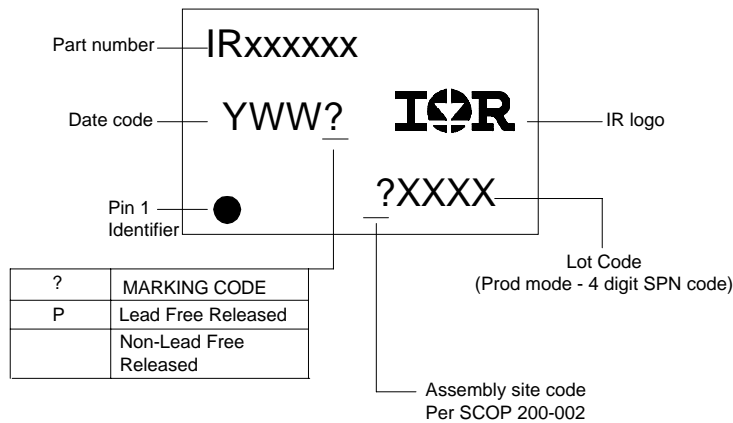 Part number
IRxxxxxx
Date code
YWW?
IOR
IR logo
?XXXX
Pin 1
Identifier
Lot Code
(Prod mode - 4 digit SPN code)
? MARKING CODE
P Lead Free Released
Non-Lead Free
Released
Assembly site code
Per SCOP 200-002